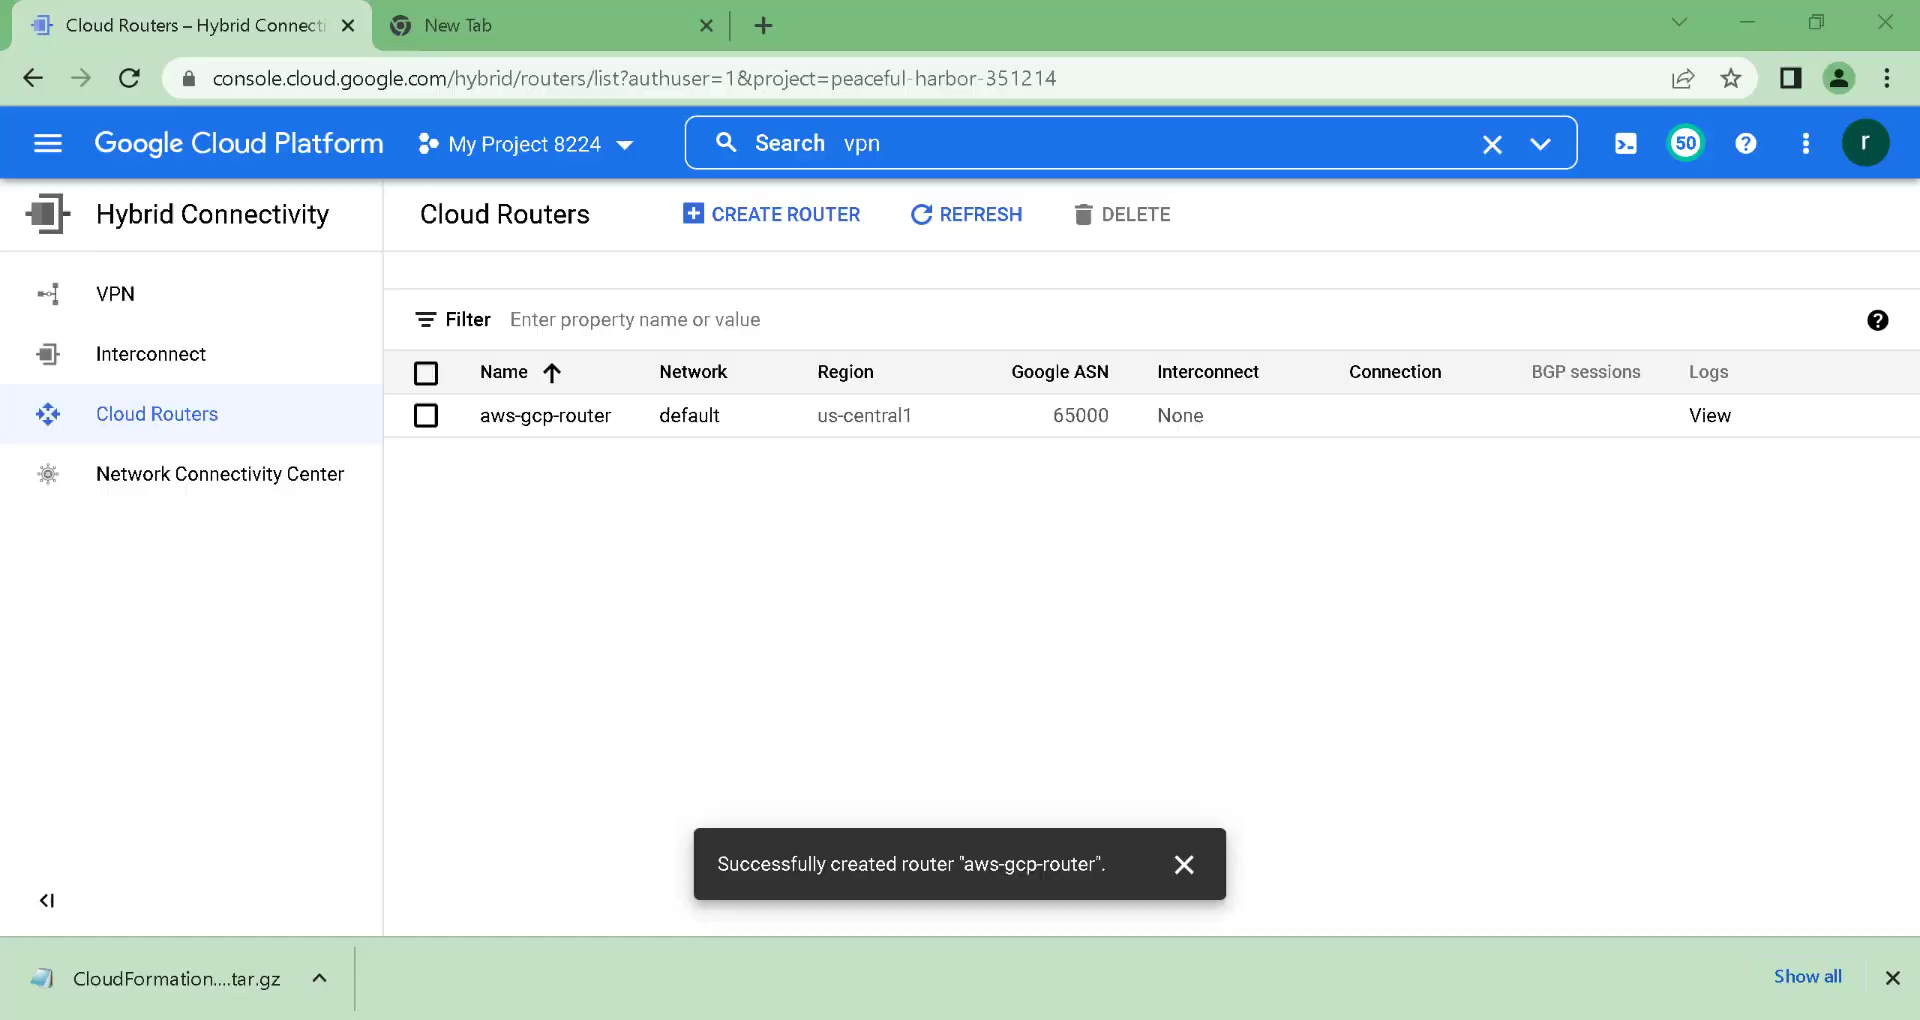 Cloud Routers – Hybrid Connecti
New Tab
console.cloud.google.com/hybrid/routers/list?authuser=1&project=peaceful-harbor-351214
Google Cloud Platform
My Project 8224
Search vpn
50
r
Hybrid Connectivity
Cloud Routers
CREATE ROUTER
REFRESH
DELETE
VPN
Interconnect
Cloud Routers
Network Connectivity Center
Filter Enter property name or value
Name Network Region Google ASN Interconnect Connection BGP sessions Logs
aws-gcp-router default us-central1 65000 None View
Successfully created router "aws-gcp-router".
CloudFormation....tar.gz
Show all